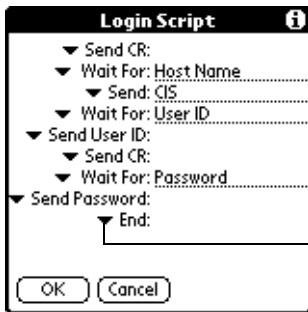 Login Script i
Send CR:
Wait For: Host Name
Send: CIS
Wait For: User ID
Send User ID:
Send CR:
Wait For: Password
Send Password:
End:
OK Cancel